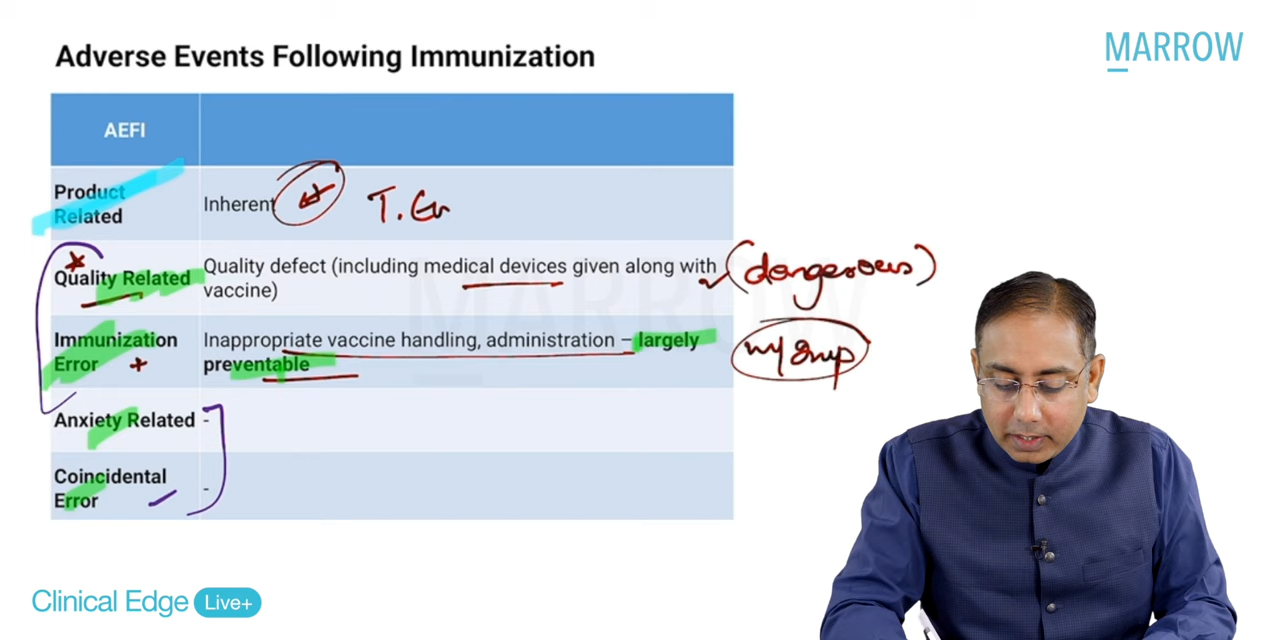 MARROW
Adverse Events Following Immunization
AEFI
Product
Related
Inherent
T. Gu
Quality Related
Quality defect (including medical devices given along with
vaccine)
(dangerous)
Immunization
Error
Inappropriate vaccine handling, administration – largely
preventable
Anxiety Related
-
Coincidental
Error
-
Clinical Edge Live+